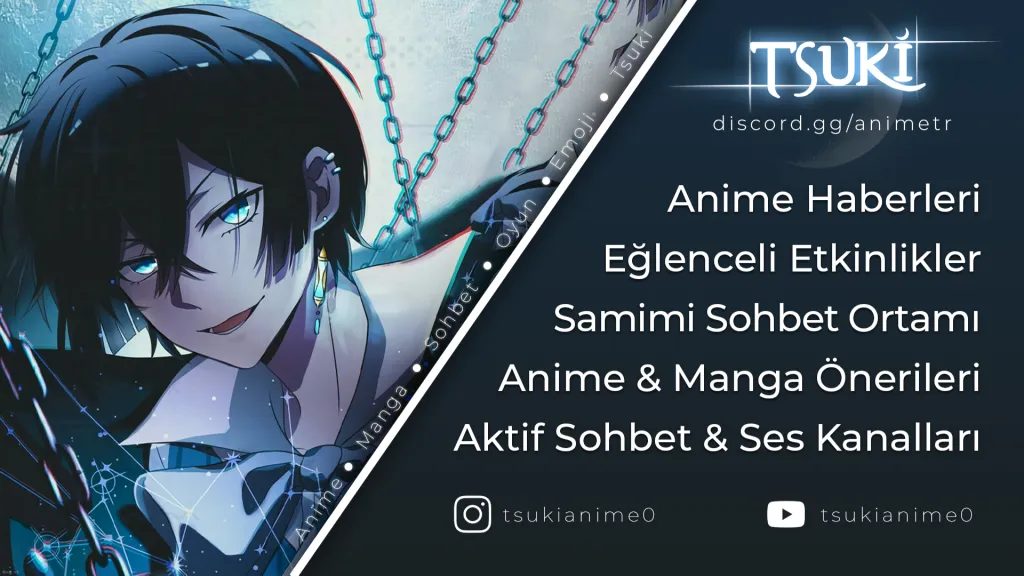 TSUKİ
discord.gg/animetr
Anime Haberleri
Eğlenceli Etkinlikler
Samimi Sohbet Ortamı
Anime & Manga Önerileri
Aktif Sohbet & Ses Kanalları
tsukianime0
tsukianime0
Anime • Manga • Sohbet • Oyun • Emoji • Tsuki